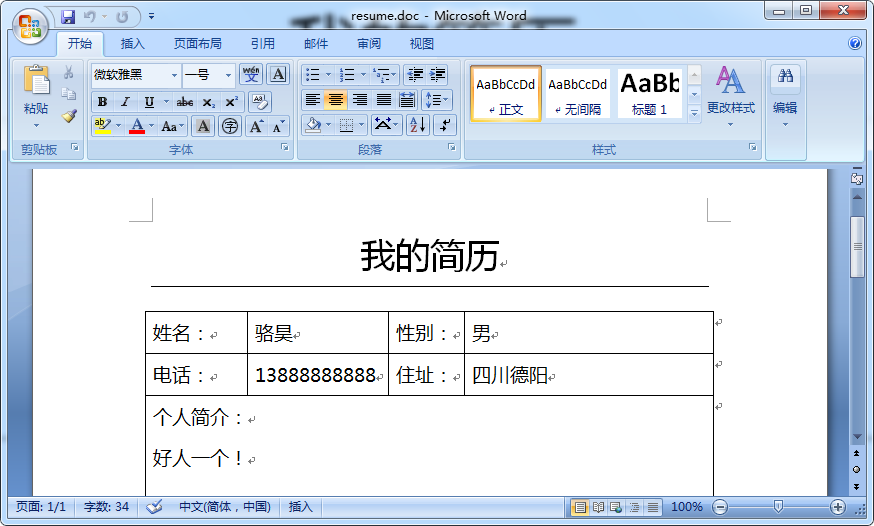 resume.doc - Microsoft Word
开始 插入 页面布局 引用 邮件 审阅 视图
微软雅黑 一号 wén 文 A
粘贴
B I U abc X₂ X² Aa
ab A Aa A 字 A A
A Z
AaBbCcDd AaBbCcDd AaBb
正文 无间隔 标题 1
更改样式 编辑
剪贴板 字体 段落 样式
我的简历
姓名： 骆昊 性别： 男
电话： 13888888888 住址： 四川德阳
个人简介：
好人一个！
页面: 1/1 字数: 34 中文(简体，中国) 插入 100%